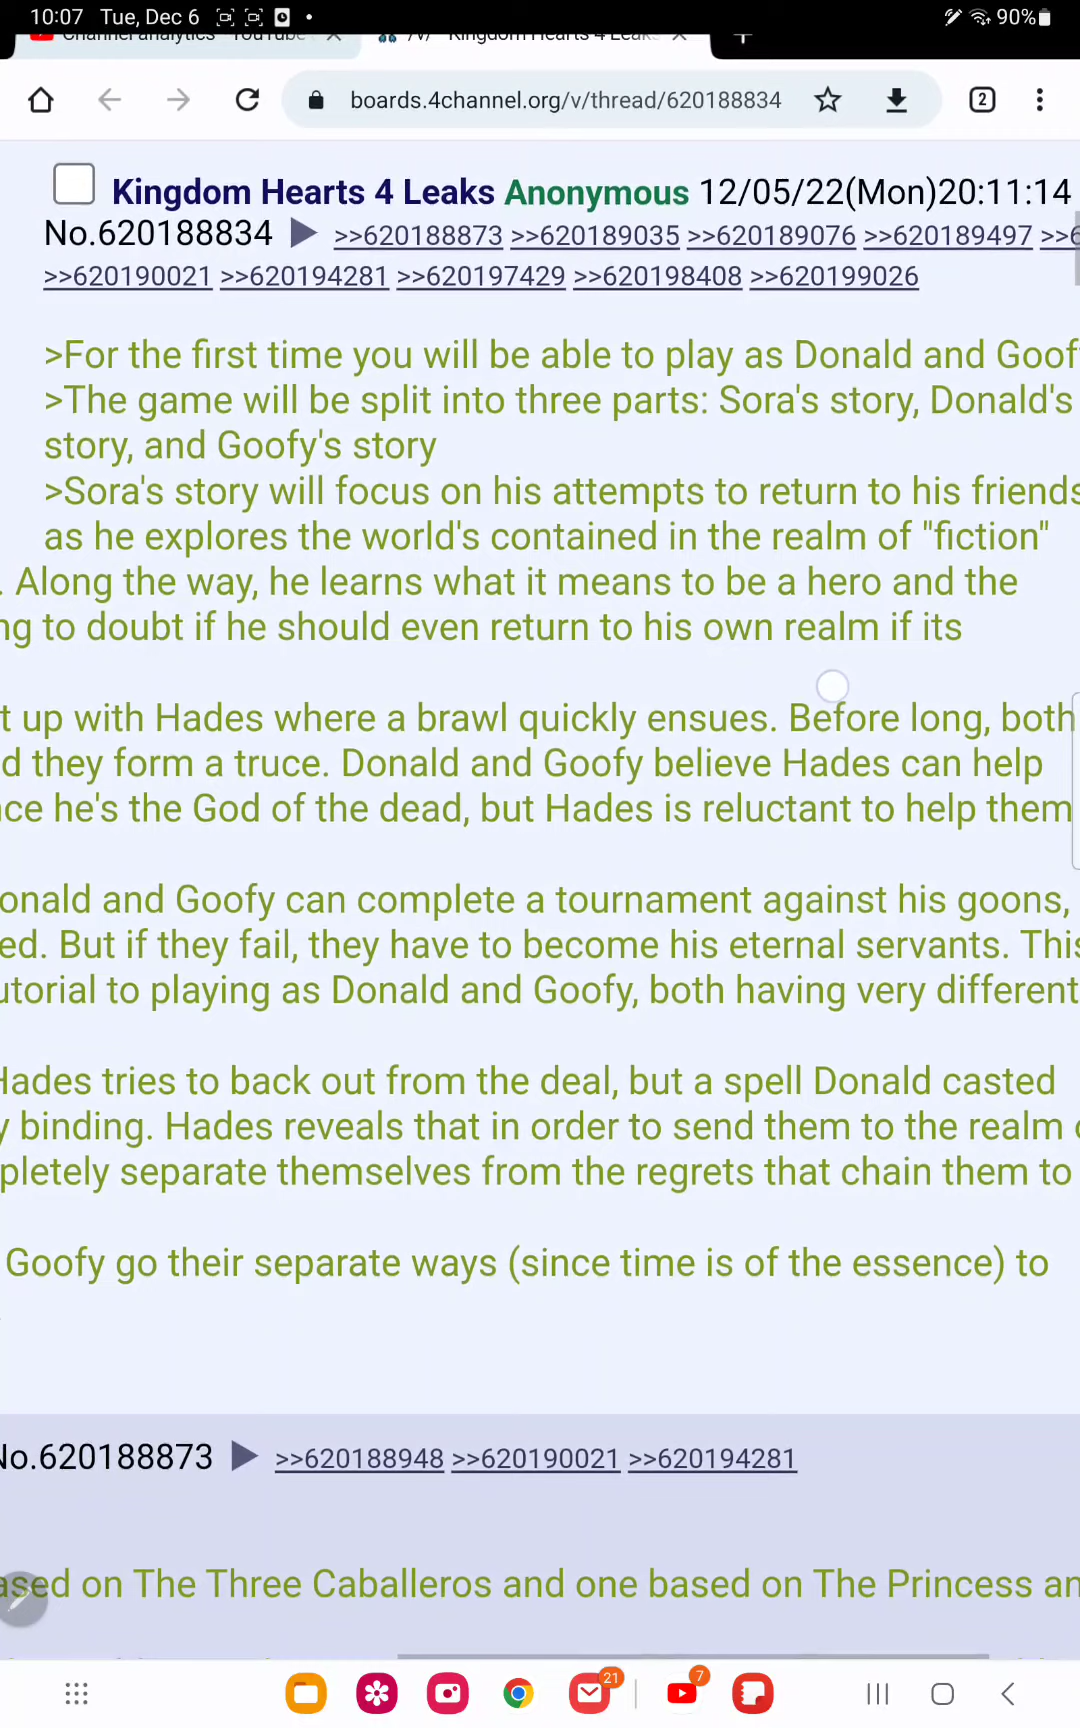 10:07 Tue, Dec 6 90%
Channel analytics - YouTube /v/ - Kingdom Hearts 4 Leaks
boards.4channel.org/v/thread/620188834 2
Kingdom Hearts 4 Leaks Anonymous 12/05/22(Mon)20:11:14
No.620188834 ▶ >>620188873 >>620189035 >>620189076 >>620189497 >>6
>>620190021 >>620194281 >>620197429 >>620198408 >>620199026
>For the first time you will be able to play as Donald and Goof
>The game will be split into three parts: Sora's story, Donald's
story, and Goofy's story
>Sora's story will focus on his attempts to return to his friends
as he explores the world's contained in the realm of "fiction"
. Along the way, he learns what it means to be a hero and the
ng to doubt if he should even return to his own realm if its
t up with Hades where a brawl quickly ensues. Before long, both
d they form a truce. Donald and Goofy believe Hades can help
ce he's the God of the dead, but Hades is reluctant to help them
onald and Goofy can complete a tournament against his goons,
ed. But if they fail, they have to become his eternal servants. This
utorial to playing as Donald and Goofy, both having very different
Hades tries to back out from the deal, but a spell Donald casted
y binding. Hades reveals that in order to send them to the realm
pletely separate themselves from the regrets that chain them to
Goofy go their separate ways (since time is of the essence) to
No.620188873 ▶ >>620188948 >>620190021 >>620194281
ased on The Three Caballeros and one based on The Princess an
21 7